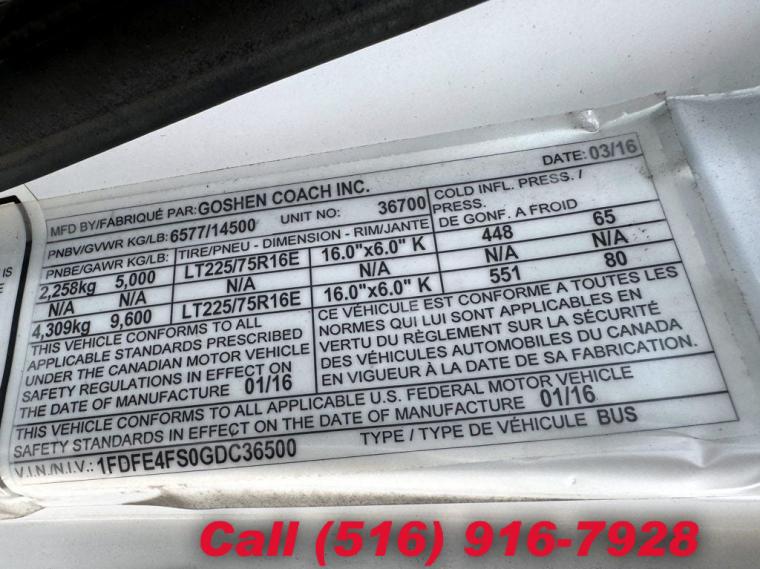 DATE: 03/16
MFD BY/FABRIQUÉ PAR: GOSHEN COACH INC.
PNBV/GVWR KG/LB: 6577/14500 UNIT NO: 36700
COLD INFL. PRESS. /
PRESS.
DE GONF. A FROID
PNBE/GAWR KG/LB: TIRE/PNEU - DIMENSION - RIM/JANTE
2,258kg 5,000 LT225/75R16E 16.0"x6.0" K 448 65
N/A N/A N/A N/A N/A N/A
4,309kg 9,600 LT225/75R16E 16.0"x6.0" K 551 80
THIS VEHICLE CONFORMS TO ALL
APPLICABLE STANDARDS PRESCRIBED
UNDER THE CANADIAN MOTOR VEHICLE
SAFETY REGULATIONS IN EFFECT ON
THE DATE OF MANUFACTURE 01/16
CE VÉHICULE EST CONFORME A TOUTES LES
NORMES QUI LUI SONT APPLICABLES EN
VERTU DU RÈGLEMENT SUR LA SÉCURITÉ
DES VÉHICULES AUTOMOBILES DU CANADA
EN VIGUEUR À LA DATE DE SA FABRICATION.
THIS VEHICLE CONFORMS TO ALL APPLICABLE U.S. FEDERAL MOTOR VEHICLE
SAFETY STANDARDS IN EFFECT ON THE DATE OF MANUFACTURE 01/16
V.I.N./N.I.V.: 1FDFE4FS0GDC36500 TYPE / TYPE DE VÉHICULE BUS
IS
Call (516) 916-7928